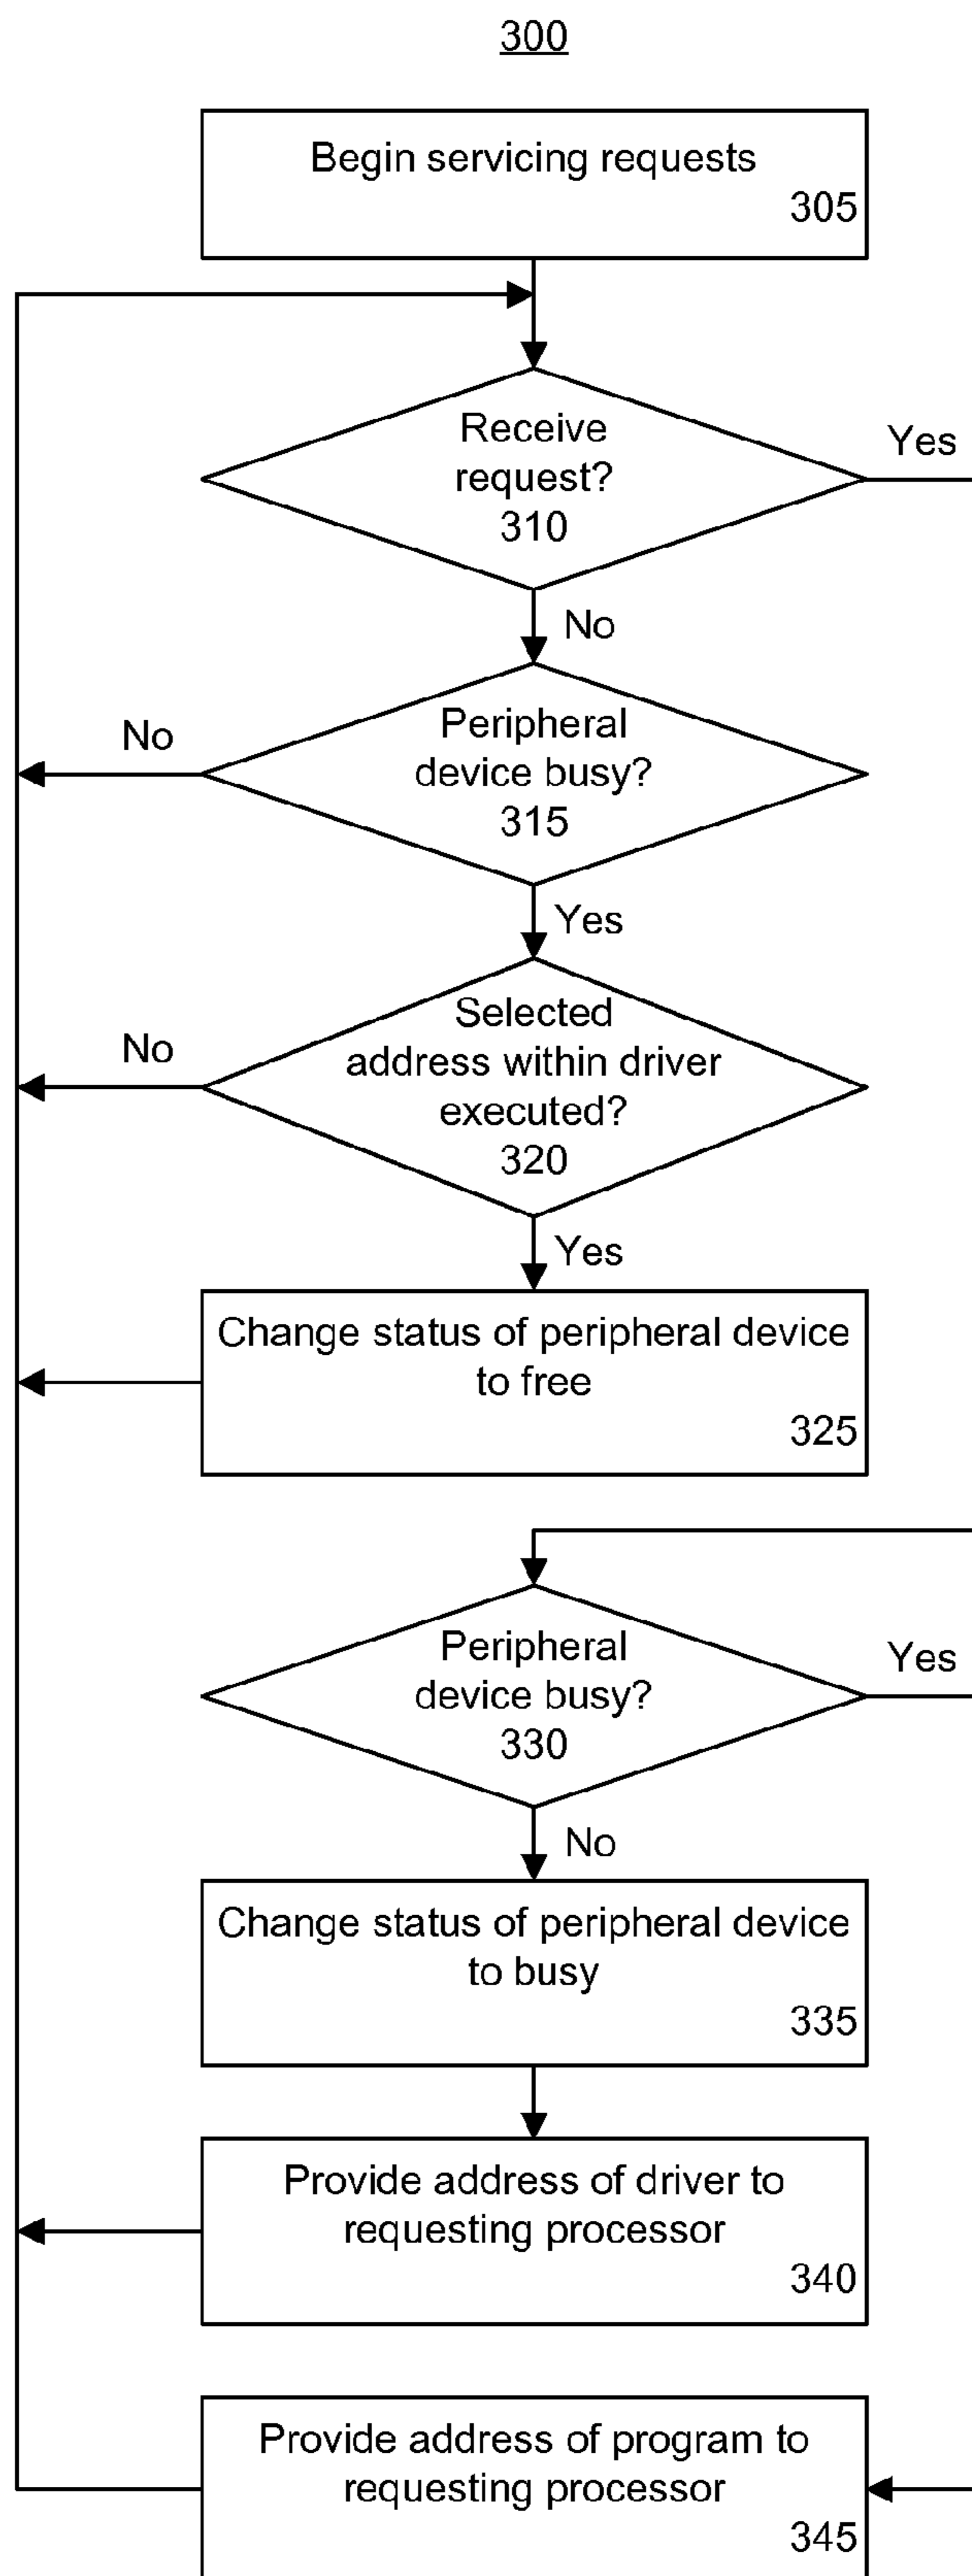 300
Begin servicing requests
305
Receive
request?
310
Yes
No
Peripheral
device busy?
315
No
Yes
Selected
address within driver
executed?
320
No
Yes
Change status of peripheral device
to free
325
Peripheral
device busy?
330
Yes
No
Change status of peripheral device
to busy
335
Provide address of driver to
requesting processor
340
Provide address of program to
requesting processor
345